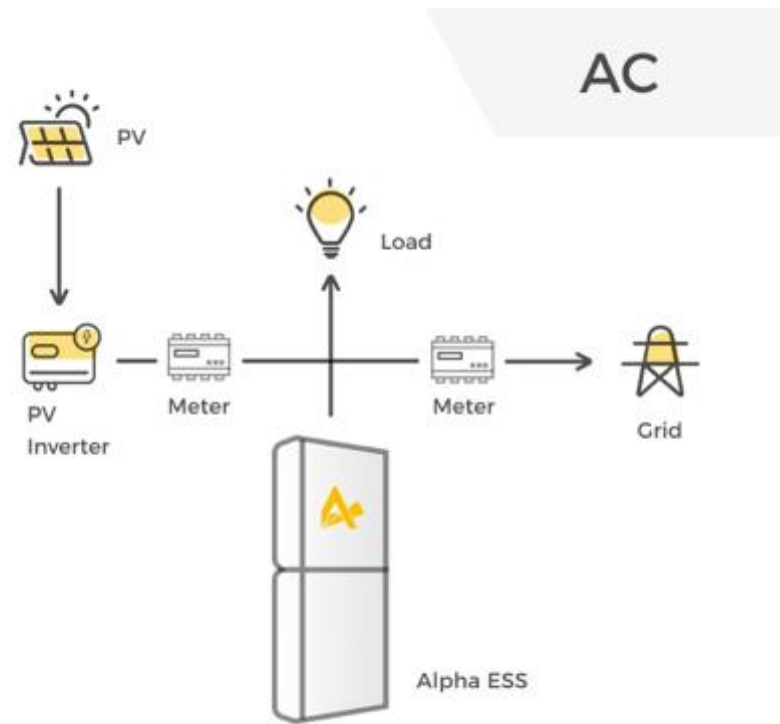 AC
PV
Load
PV
Inverter
Meter
Meter
Grid
Alpha ESS